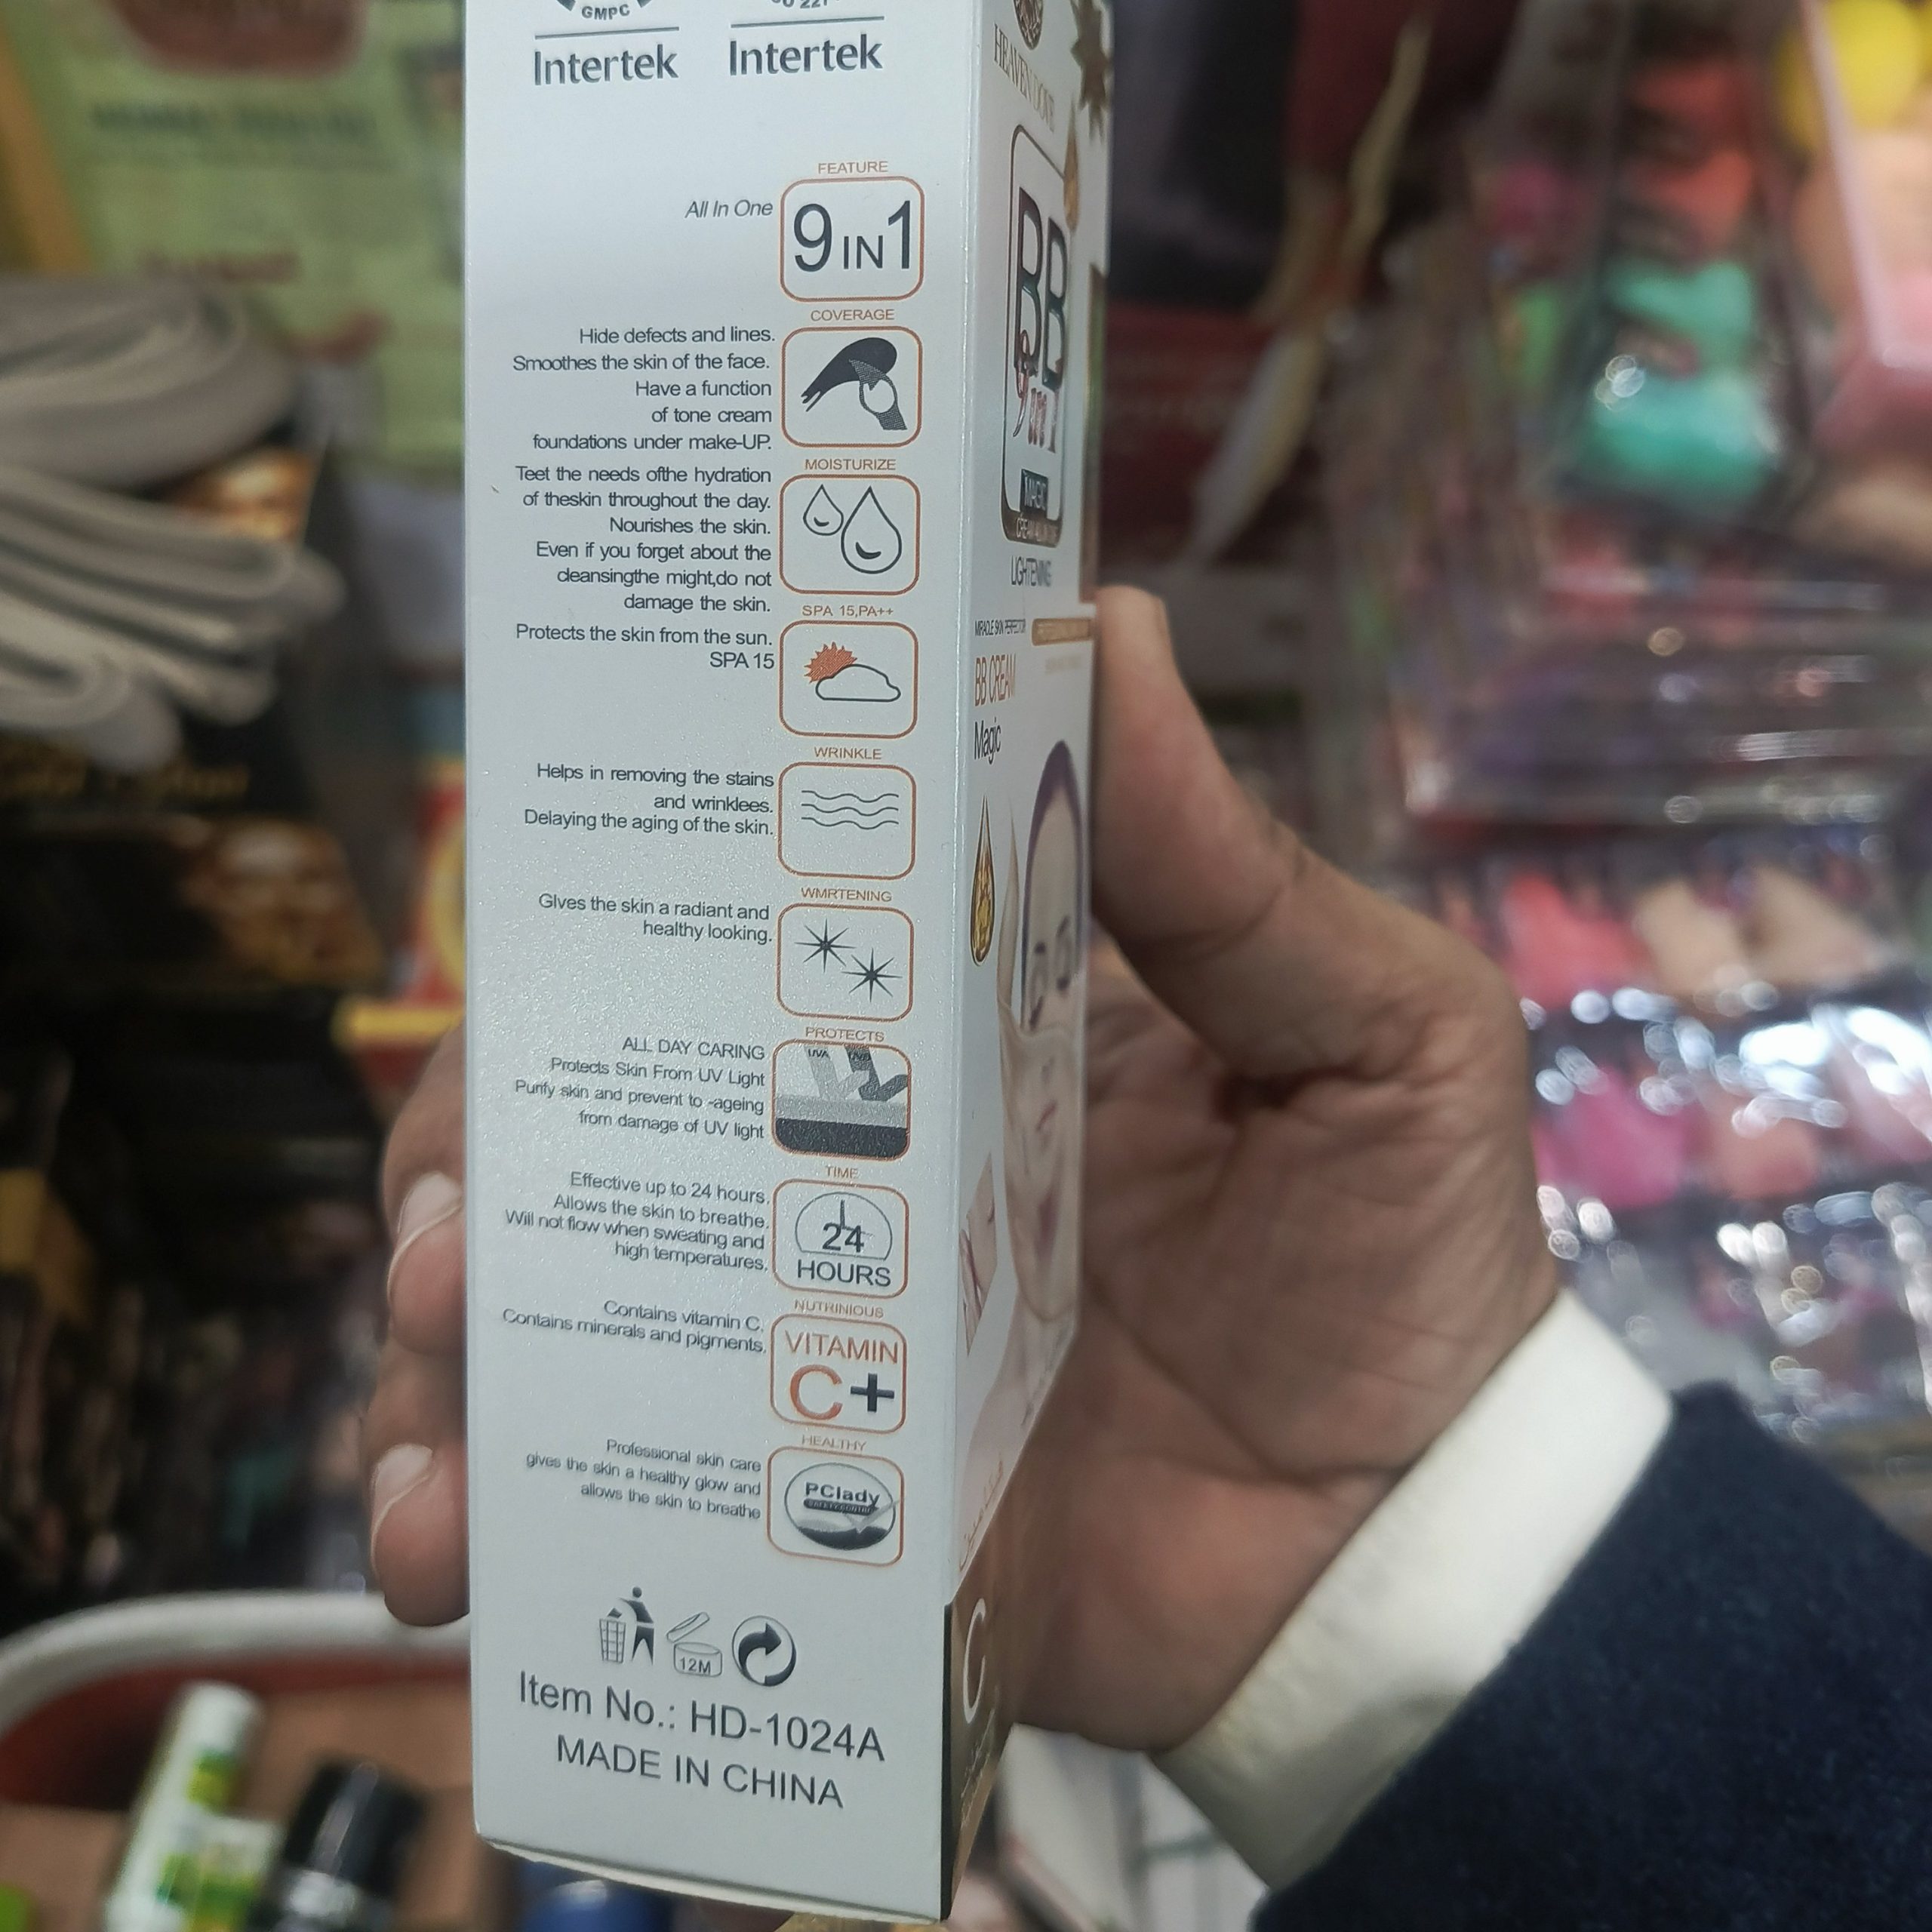 GMPC
Intertek
Intertek
FEATURE
All In One
9 IN 1
COVERAGE
Hide defects and lines.
Smoothes the skin of the face.
Have a function
of tone cream
foundations under make-UP.
MOISTURIZE
Teet the needs ofthe hydration
of theskin throughout the day.
Nourishes the skin.
Even if you forget about the
cleansingthe might,do not
damage the skin.
SPA 15,PA++
Protects the skin from the sun.
SPA 15
WRINKLE
Helps in removing the stains
and wrinklees.
Delaying the aging of the skin.
WMRTENING
Glves the skin a radiant and
healthy looking.
PROTECTS
UVA
ALL DAY CARING
Protects Skin From UV Light
Purify skin and prevent to -ageing
from damage of UV light
TIME
Effective up to 24 hours.
Allows the skin to breathe.
Will not flow when sweating and
high temperatures.
24
HOURS
NUTRINIOUS
Contains vitamin C.
Contains minerals and pigments.
VITAMIN
C+
HEALTHY
Professional skin care
gives the skin a healthy glow and
allows the skin to breathe
PClady
12M
Item No.: HD-1024A
MADE IN CHINA
HEAVEN DOVE
BB
9 in 1
MAGIC
LIGHTENING
MIRACLE SKIN PERFECTOR
BB CREAM
Magic
C